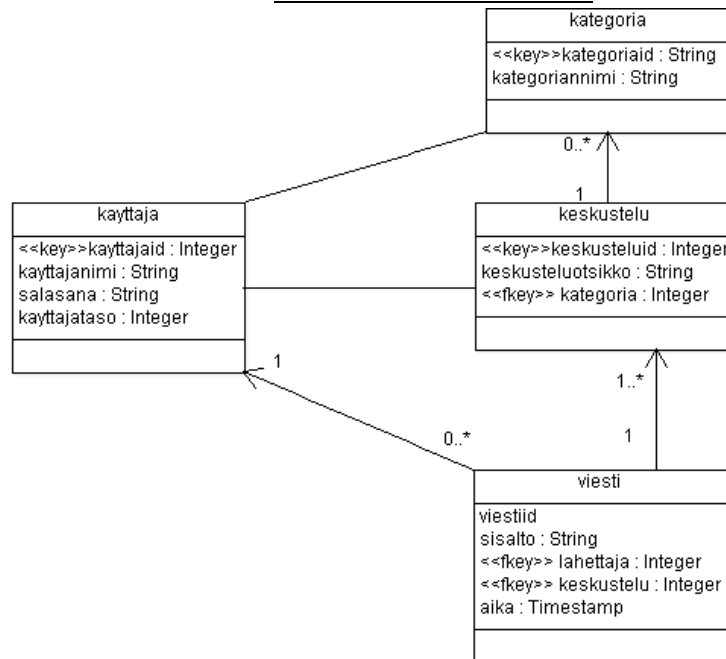 kategoria
<<key>>kategoriaid : String
kategoriannimi : String
0..*
1
kayttaja
<<key>>kayttajaid : Integer
kayttajanimi : String
salasana : String
kayttajataso : Integer
keskustelu
<<key>>keskusteluid : Integer
keskusteluotsikko : String
<<fkey>> kategoria : Integer
1
1..*
0..*
1
viesti
viestiid
sisalto : String
<<fkey>> lahettaja : Integer
<<fkey>> keskustelu : Integer
aika : Timestamp